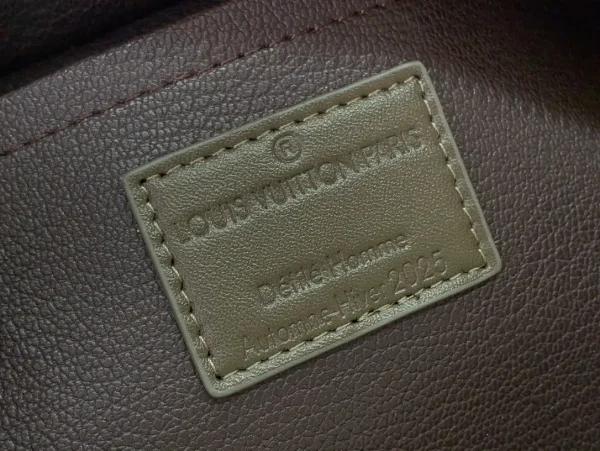 ®
LOUIS VUITTON PARIS
Défilé Homme
Automne-Hiver 2025